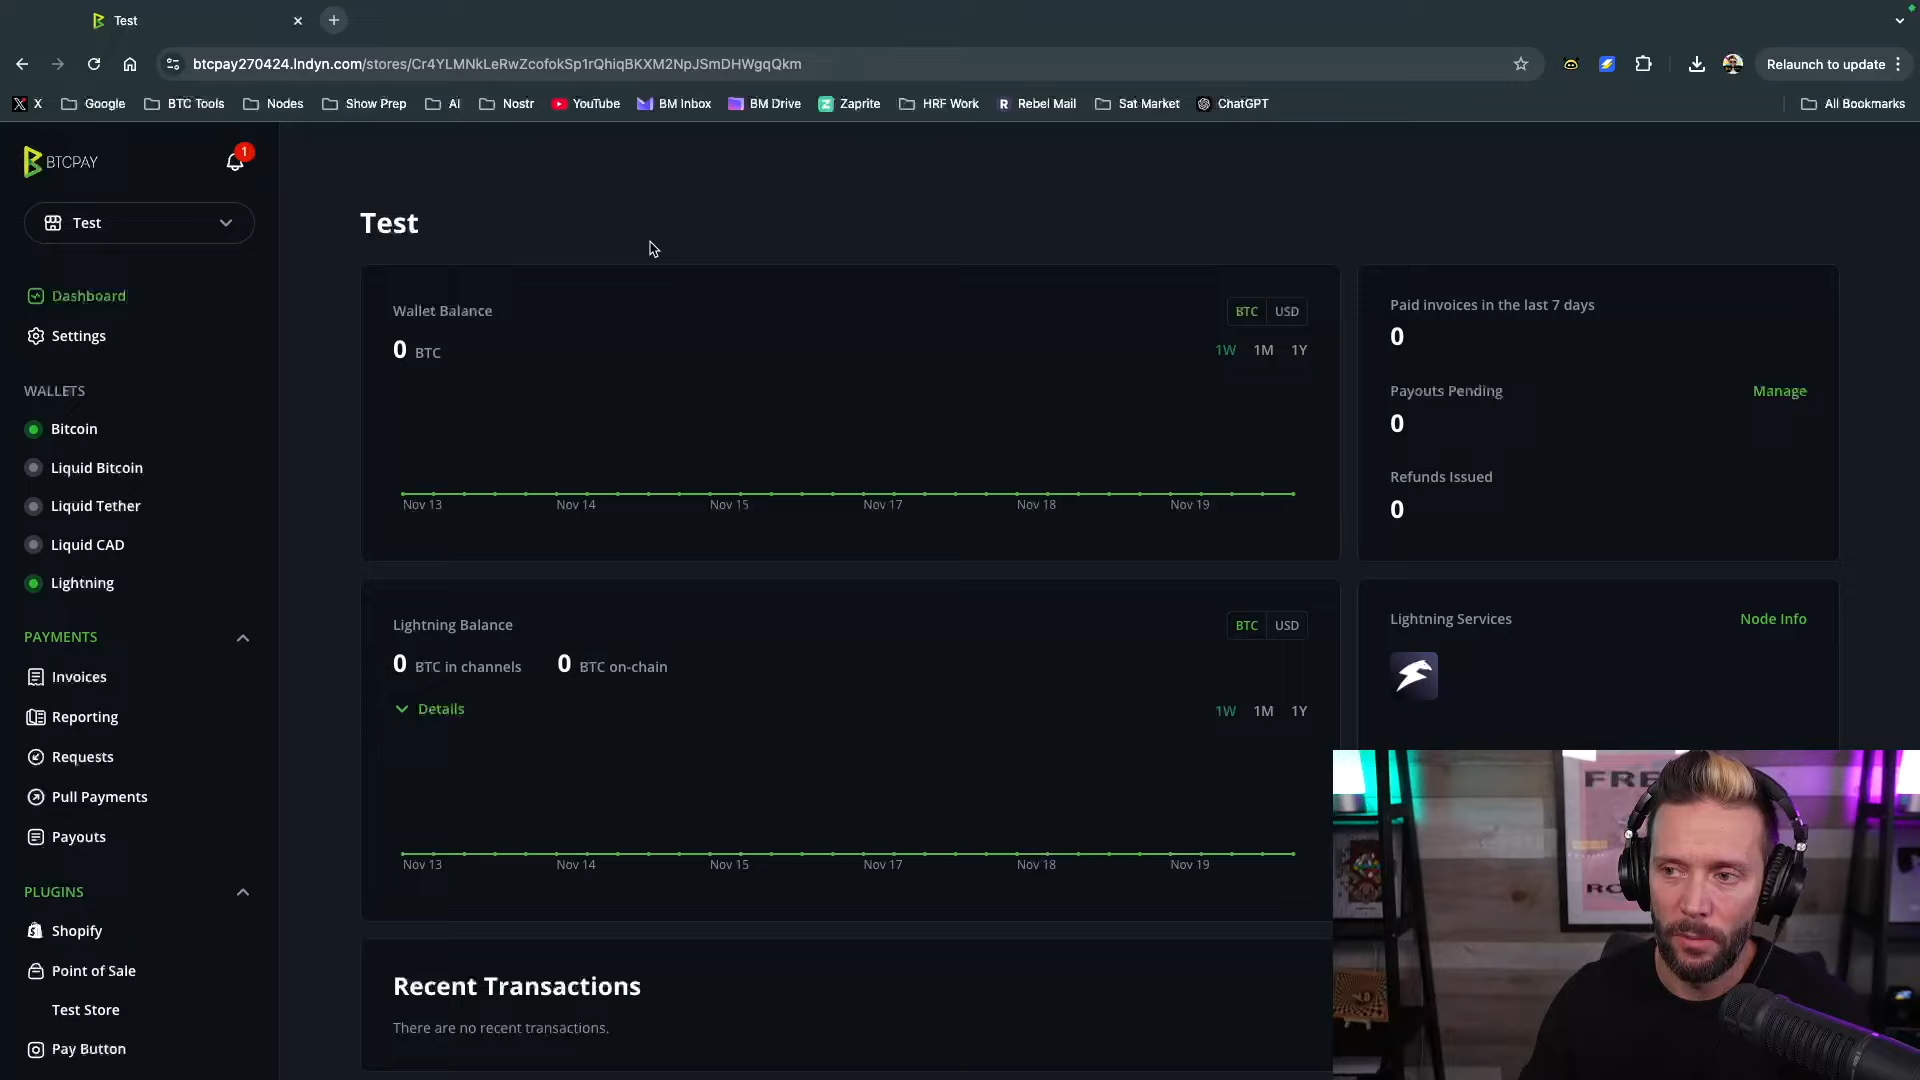 Test
btcpay270424.lndyn.com/stores/Cr4YLMNkLeRwZcofokSp1rQhiqBKXM2NpJSmDHWgqQkm
Relaunch to update
X
Google
BTC Tools
Nodes
Show Prep
AI
Nostr
YouTube
BM Inbox
BM Drive
Zaprite
HRF Work
Rebel Mail
Sat Market
ChatGPT
All Bookmarks
BTCPAY
1
Test
Dashboard
Settings
WALLETS
Bitcoin
Liquid Bitcoin
Liquid Tether
Liquid CAD
Lightning
PAYMENTS
Invoices
Reporting
Requests
Pull Payments
Payouts
PLUGINS
Shopify
Point of Sale
Test Store
Pay Button
Test
Wallet Balance
BTC USD
0 BTC
1W 1M 1Y
Nov 13 Nov 14 Nov 15 Nov 17 Nov 18 Nov 19
Paid invoices in the last 7 days
0
Payouts Pending
Manage
0
Refunds Issued
0
Lightning Balance
BTC USD
0 BTC in channels 0 BTC on-chain
Details
1W 1M 1Y
Nov 13 Nov 14 Nov 15 Nov 17 Nov 18 Nov 19
Lightning Services
Node Info
Recent Transactions
There are no recent transactions.
FRE
RO